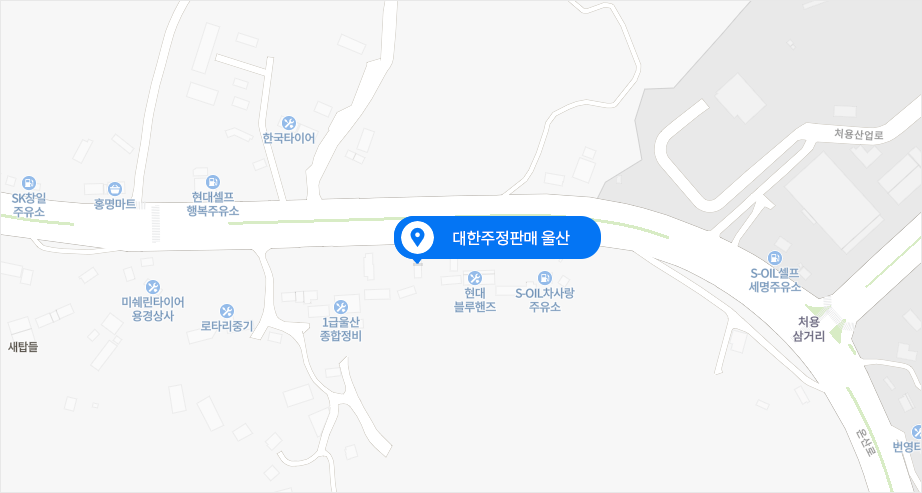 한국타이어
처용산업로
SK창일
주유소
홍명마트
현대셀프
행복주유소
대한주정판매 울산
S-OIL셀프
세명주유소
미쉐린타이어
용경상사
로타리중기
1급울산
종합정비
현대
블루핸즈
S-OIL차사랑
주유소
처용
삼거리
새탑들
온산로
번영타